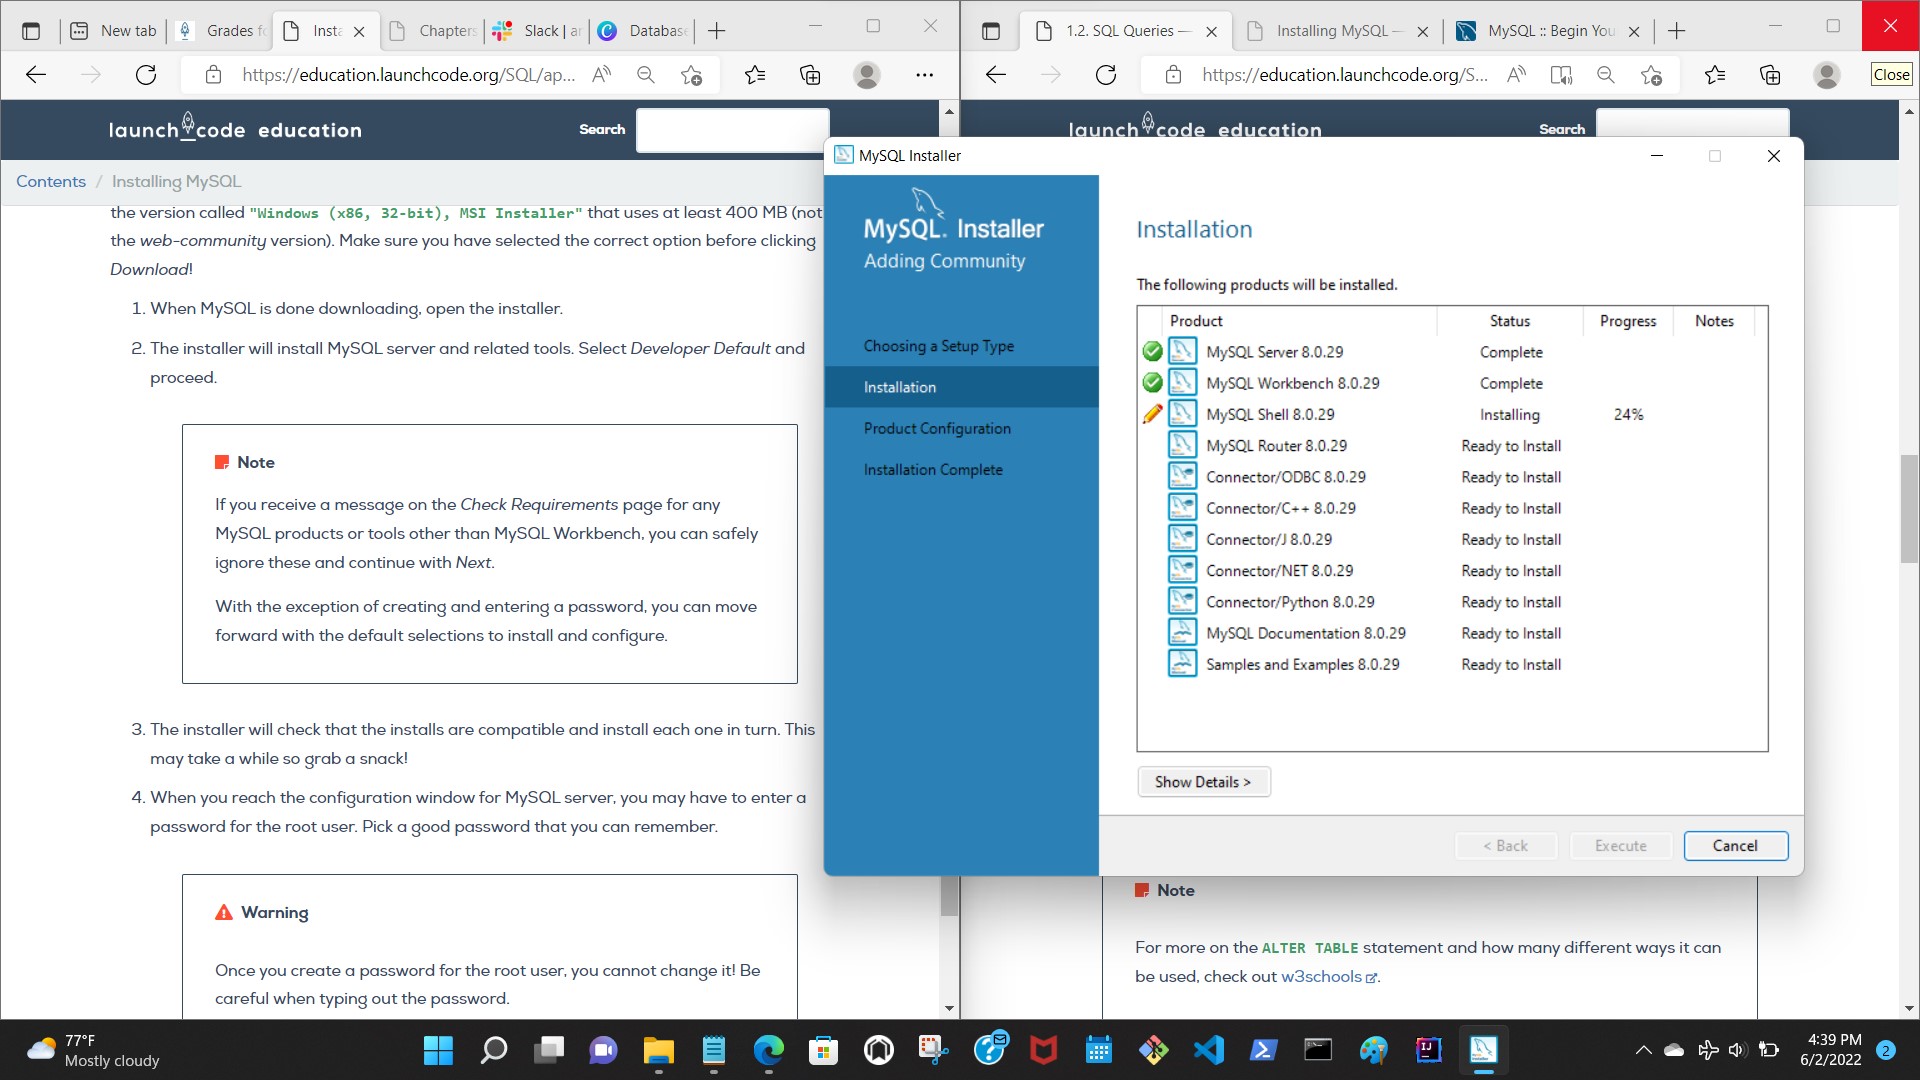 New tab
Grades fo
Insta
Chapters
Slack | an
Database
1.2. SQL Queries —
Installing MySQL —
MySQL :: Begin You
https://education.launchcode.org/SQL/ap...
https://education.launchcode.org/S...
Close
launch_code education
Search
launch code education
Search
Contents / Installing MySQL
the version called "Windows (x86, 32-bit), MSI Installer" that uses at least 400 MB (not
the web-community version). Make sure you have selected the correct option before clicking
Download!
1. When MySQL is done downloading, open the installer.
2. The installer will install MySQL server and related tools. Select Developer Default and
proceed.
Note
If you receive a message on the Check Requirements page for any
MySQL products or tools other than MySQL Workbench, you can safely
ignore these and continue with Next.
With the exception of creating and entering a password, you can move
forward with the default selections to install and configure.
3. The installer will check that the installs are compatible and install each one in turn. This
may take a while so grab a snack!
4. When you reach the configuration window for MySQL server, you may have to enter a
password for the root user. Pick a good password that you can remember.
Warning
Once you create a password for the root user, you cannot change it! Be
careful when typing out the password.
MySQL Installer
MySQL. Installer
Adding Community
Choosing a Setup Type
Installation
Product Configuration
Installation Complete
Installation
The following products will be installed.
Product Status Progress Notes
MySQL Server 8.0.29 Complete
MySQL Workbench 8.0.29 Complete
MySQL Shell 8.0.29 Installing 24%
MySQL Router 8.0.29 Ready to Install
Connector/ODBC 8.0.29 Ready to Install
Connector/C++ 8.0.29 Ready to Install
Connector/J 8.0.29 Ready to Install
Connector/NET 8.0.29 Ready to Install
Connector/Python 8.0.29 Ready to Install
MySQL Documentation 8.0.29 Ready to Install
Samples and Examples 8.0.29 Ready to Install
Show Details >
< Back
Execute
Cancel
Note
For more on the ALTER TABLE statement and how many different ways it can
be used, check out w3schools.
77°F
Mostly cloudy
4:39 PM
6/2/2022
2